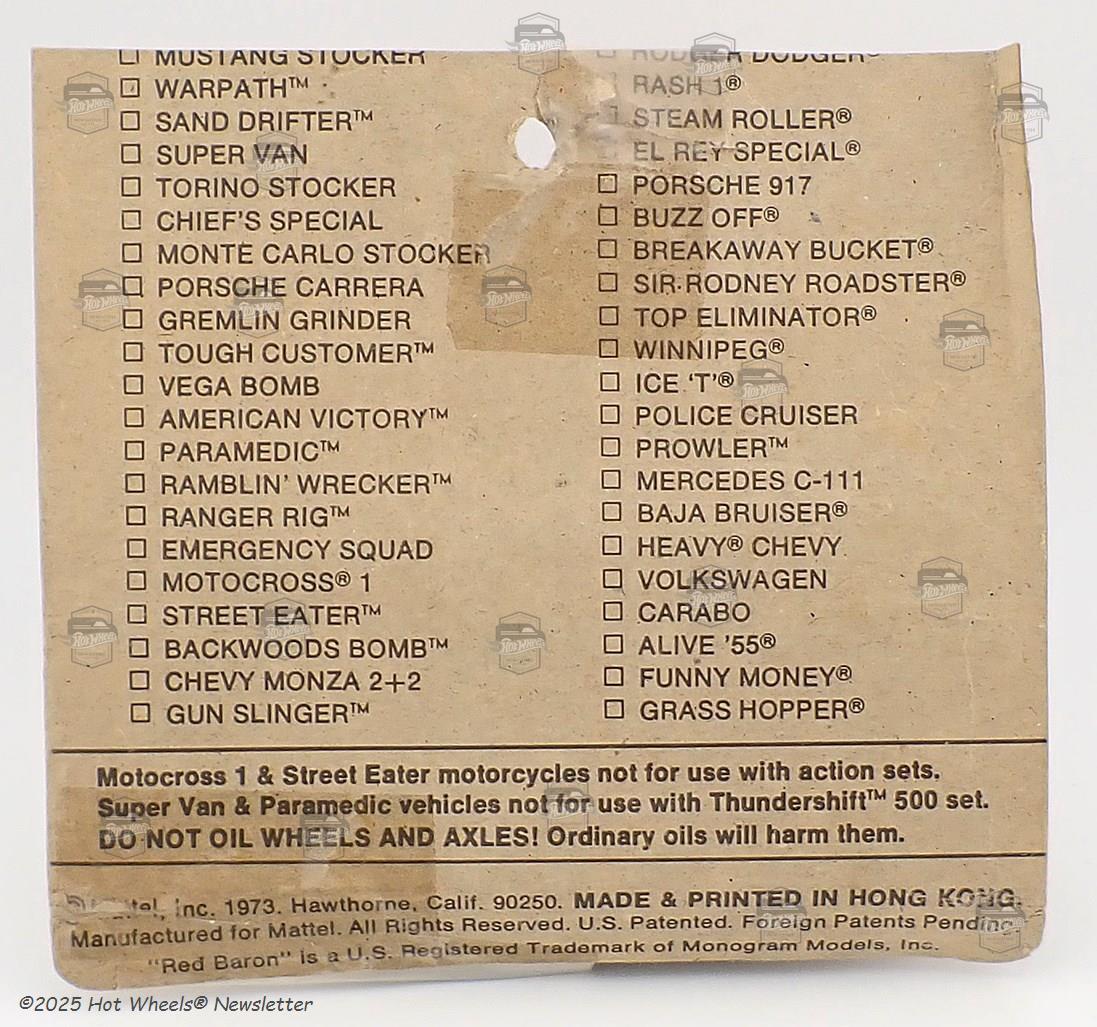 ☐ MUSTANG STOCKER
☐ WARPATH™
☐ SAND DRIFTER™
☐ SUPER VAN
☐ TORINO STOCKER
☐ CHIEF'S SPECIAL
☐ MONTE CARLO STOCKER
☐ PORSCHE CARRERA
☐ GREMLIN GRINDER
☐ TOUGH CUSTOMER™
☐ VEGA BOMB
☐ AMERICAN VICTORY™
☐ PARAMEDIC™
☐ RAMBLIN' WRECKER™
☐ RANGER RIG™
☐ EMERGENCY SQUAD
☐ MOTOCROSS® 1
☐ STREET EATER™
☐ BACKWOODS BOMB™
☐ CHEVY MONZA 2+2
☐ GUN SLINGER™
☐ RODGER DODGER®
RASH 1®
☐ STEAM ROLLER®
EL REY SPECIAL®
☐ PORSCHE 917
☐ BUZZ OFF®
☐ BREAKAWAY BUCKET®
☐ SIR RODNEY ROADSTER®
☐ TOP ELIMINATOR®
☐ WINNIPEG®
☐ ICE 'T'®
☐ POLICE CRUISER
☐ PROWLER™
☐ MERCEDES C-111
☐ BAJA BRUISER®
☐ HEAVY® CHEVY
☐ VOLKSWAGEN
☐ CARABO
☐ ALIVE '55®
☐ FUNNY MONEY®
☐ GRASS HOPPER®
Motocross 1 & Street Eater motorcycles not for use with action sets.
Super Van & Paramedic vehicles not for use with Thundershift™ 500 set.
DO NOT OIL WHEELS AND AXLES! Ordinary oils will harm them.
© Mattel, Inc. 1973. Hawthorne, Calif. 90250. MADE & PRINTED IN HONG KONG.
Manufactured for Mattel. All Rights Reserved. U.S. Patented. Foreign Patents Pending.
"Red Baron" is a U.S. Registered Trademark of Monogram Models, Inc.
©2025 Hot Wheels® Newsletter